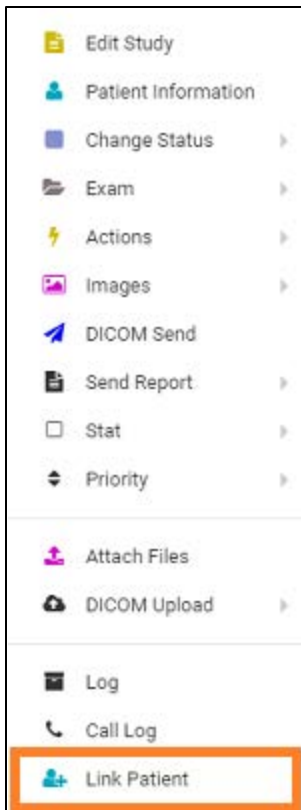 Edit Study
Patient Information
Change Status
Exam
Actions
Images
DICOM Send
Send Report
Stat
Priority
Attach Files
DICOM Upload
Log
Call Log
Link Patient